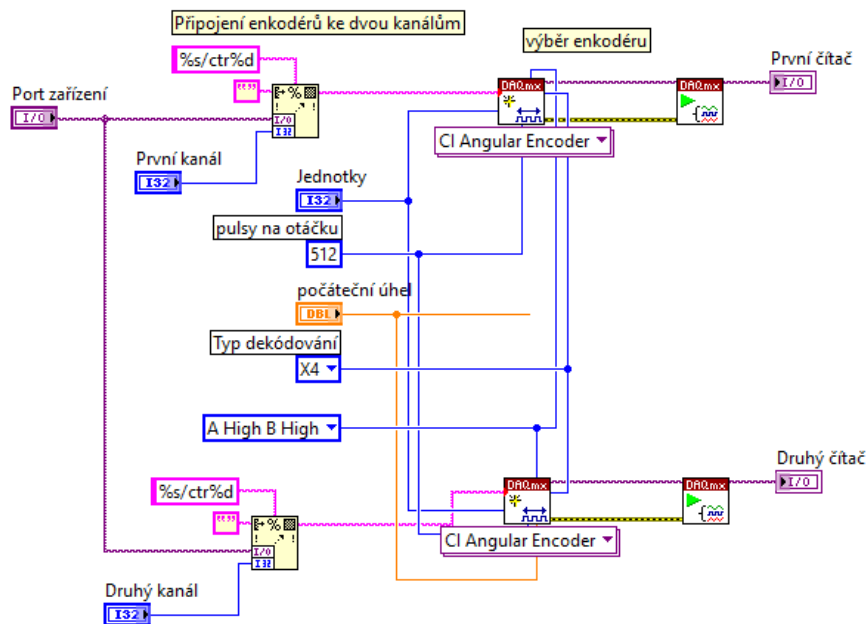 Připojení enkodérů ke dvou kanálům
výběr enkodéru
%s/ctr%d
První čítač
Port zařízení
""
DAQmx
DAQmx
I/O
I/O
I/O
I32
CI Angular Encoder
První kanál
I32
Jednotky
I32
pulsy na otáčku
512
počáteční úhel
DBL
Typ dekódování
X4
A High B High
Druhý čítač
%s/ctr%d
DAQmx
DAQmx
I/O
""
I/O
I32
CI Angular Encoder
Druhý kanál
I32